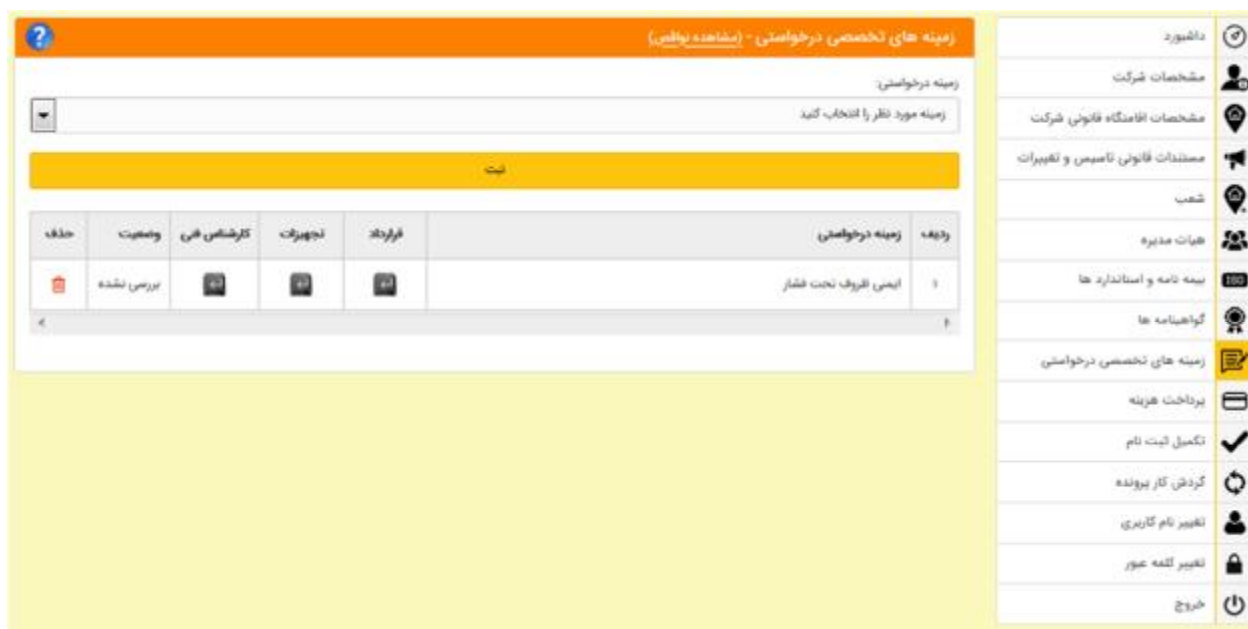 زمینه های تخصصی درخواستی - (مشاهده نواقص)
زمینه درخواستی:
زمینه مورد نظر را انتخاب کنید
ثبت
ردیف زمینه درخواستی قرارداد تجهیزات کارشناس فنی وضعیت حذف
۱ ایمنی ظروف تحت فشار بررسی نشده
داشبورد
مشخصات شرکت
مشخصات اقامتگاه قانونی شرکت
مستندات قانونی تاسیس و تغییرات
شعب
هیات مدیره
ISO بیمه نامه و استاندارد ها
گواهینامه ها
زمینه های تخصصی درخواستی
پرداخت هزینه
تکمیل ثبت نام
گردش کار پرونده
تغییر نام کاربری
تغییر کلمه عبور
خروج